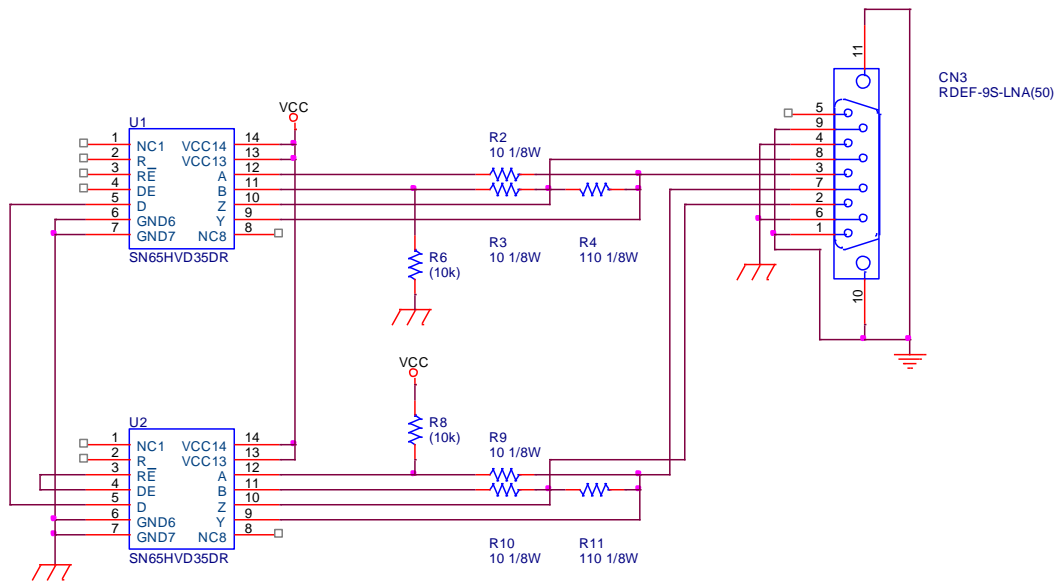 11
CN3
RDEF-9S-LNA(50)
5
9
4
8
3
7
2
6
1
10
VCC
U1
1 NC1 VCC14 14
2 R VCC13 13
3 RE A 12
4 DE B 11
5 D Z 10
6 GND6 Y 9
7 GND7 NC8 8
SN65HVD35DR
R2
10 1/8W
R3
10 1/8W
R4
110 1/8W
R6
(10k)
VCC
R8
(10k)
U2
1 NC1 VCC14 14
2 R VCC13 13
3 RE A 12
4 DE B 11
5 D Z 10
6 GND6 Y 9
7 GND7 NC8 8
SN65HVD35DR
R9
10 1/8W
R10
10 1/8W
R11
110 1/8W